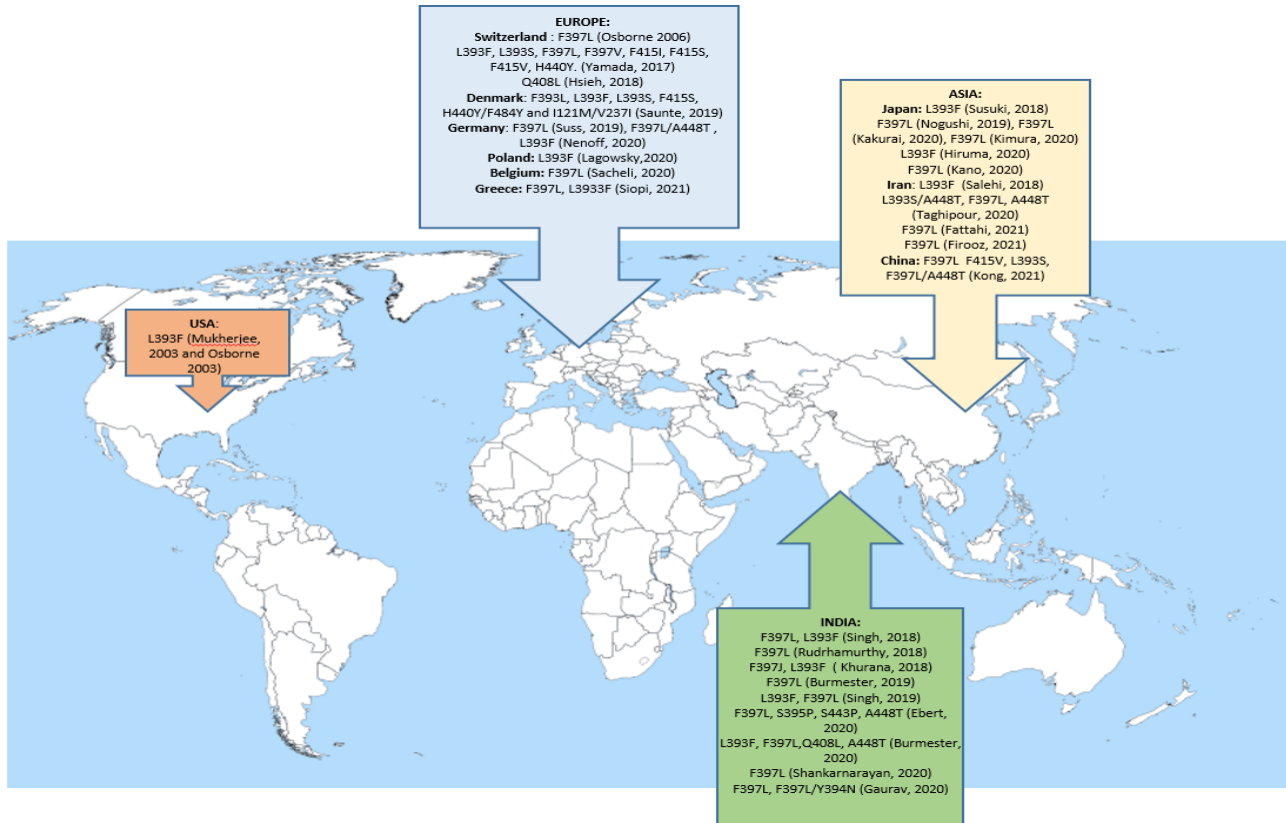 EUROPE:
Switzerland : F397L (Osborne 2006)
L393F, L393S, F397L, F397V, F415I, F415S,
F415V, H440Y. (Yamada, 2017)
Q408L (Hsieh, 2018)
Denmark: F393L, L393F, L393S, F415S,
H440Y/F484Y and I121M/V237I (Saunte, 2019)
Germany: F397L (Suss, 2019), F397L/A448T ,
L393F (Nenoff, 2020)
Poland: L393F (Lagowsky,2020)
Belgium: F397L (Sacheli, 2020)
Greece: F397L, L3933F (Siopi, 2021)
ASIA:
Japan: L393F (Susuki, 2018)
F397L (Nogushi, 2019), F397L
(Kakurai, 2020), F397L (Kimura, 2020)
L393F (Hiruma, 2020)
F397L (Kano, 2020)
Iran: L393F (Salehi, 2018)
L393S/A448T, F397L, A448T
(Taghipour, 2020)
F397L (Fattahi, 2021)
F397L (Firooz, 2021)
China: F397L F415V, L393S,
F397L/A448T (Kong, 2021)
USA:
L393F (Mukherjee,
2003 and Osborne
2003)
INDIA:
F397L, L393F (Singh, 2018)
F397L (Rudrhamurthy, 2018)
F397J, L393F ( Khurana, 2018)
F397L (Burmester, 2019)
L393F, F397L (Singh, 2019)
F397L, S395P, S443P, A448T (Ebert,
2020)
L393F, F397L,Q408L, A448T (Burmester,
2020)
F397L (Shankarnarayan, 2020)
F397L, F397L/Y394N (Gaurav, 2020)